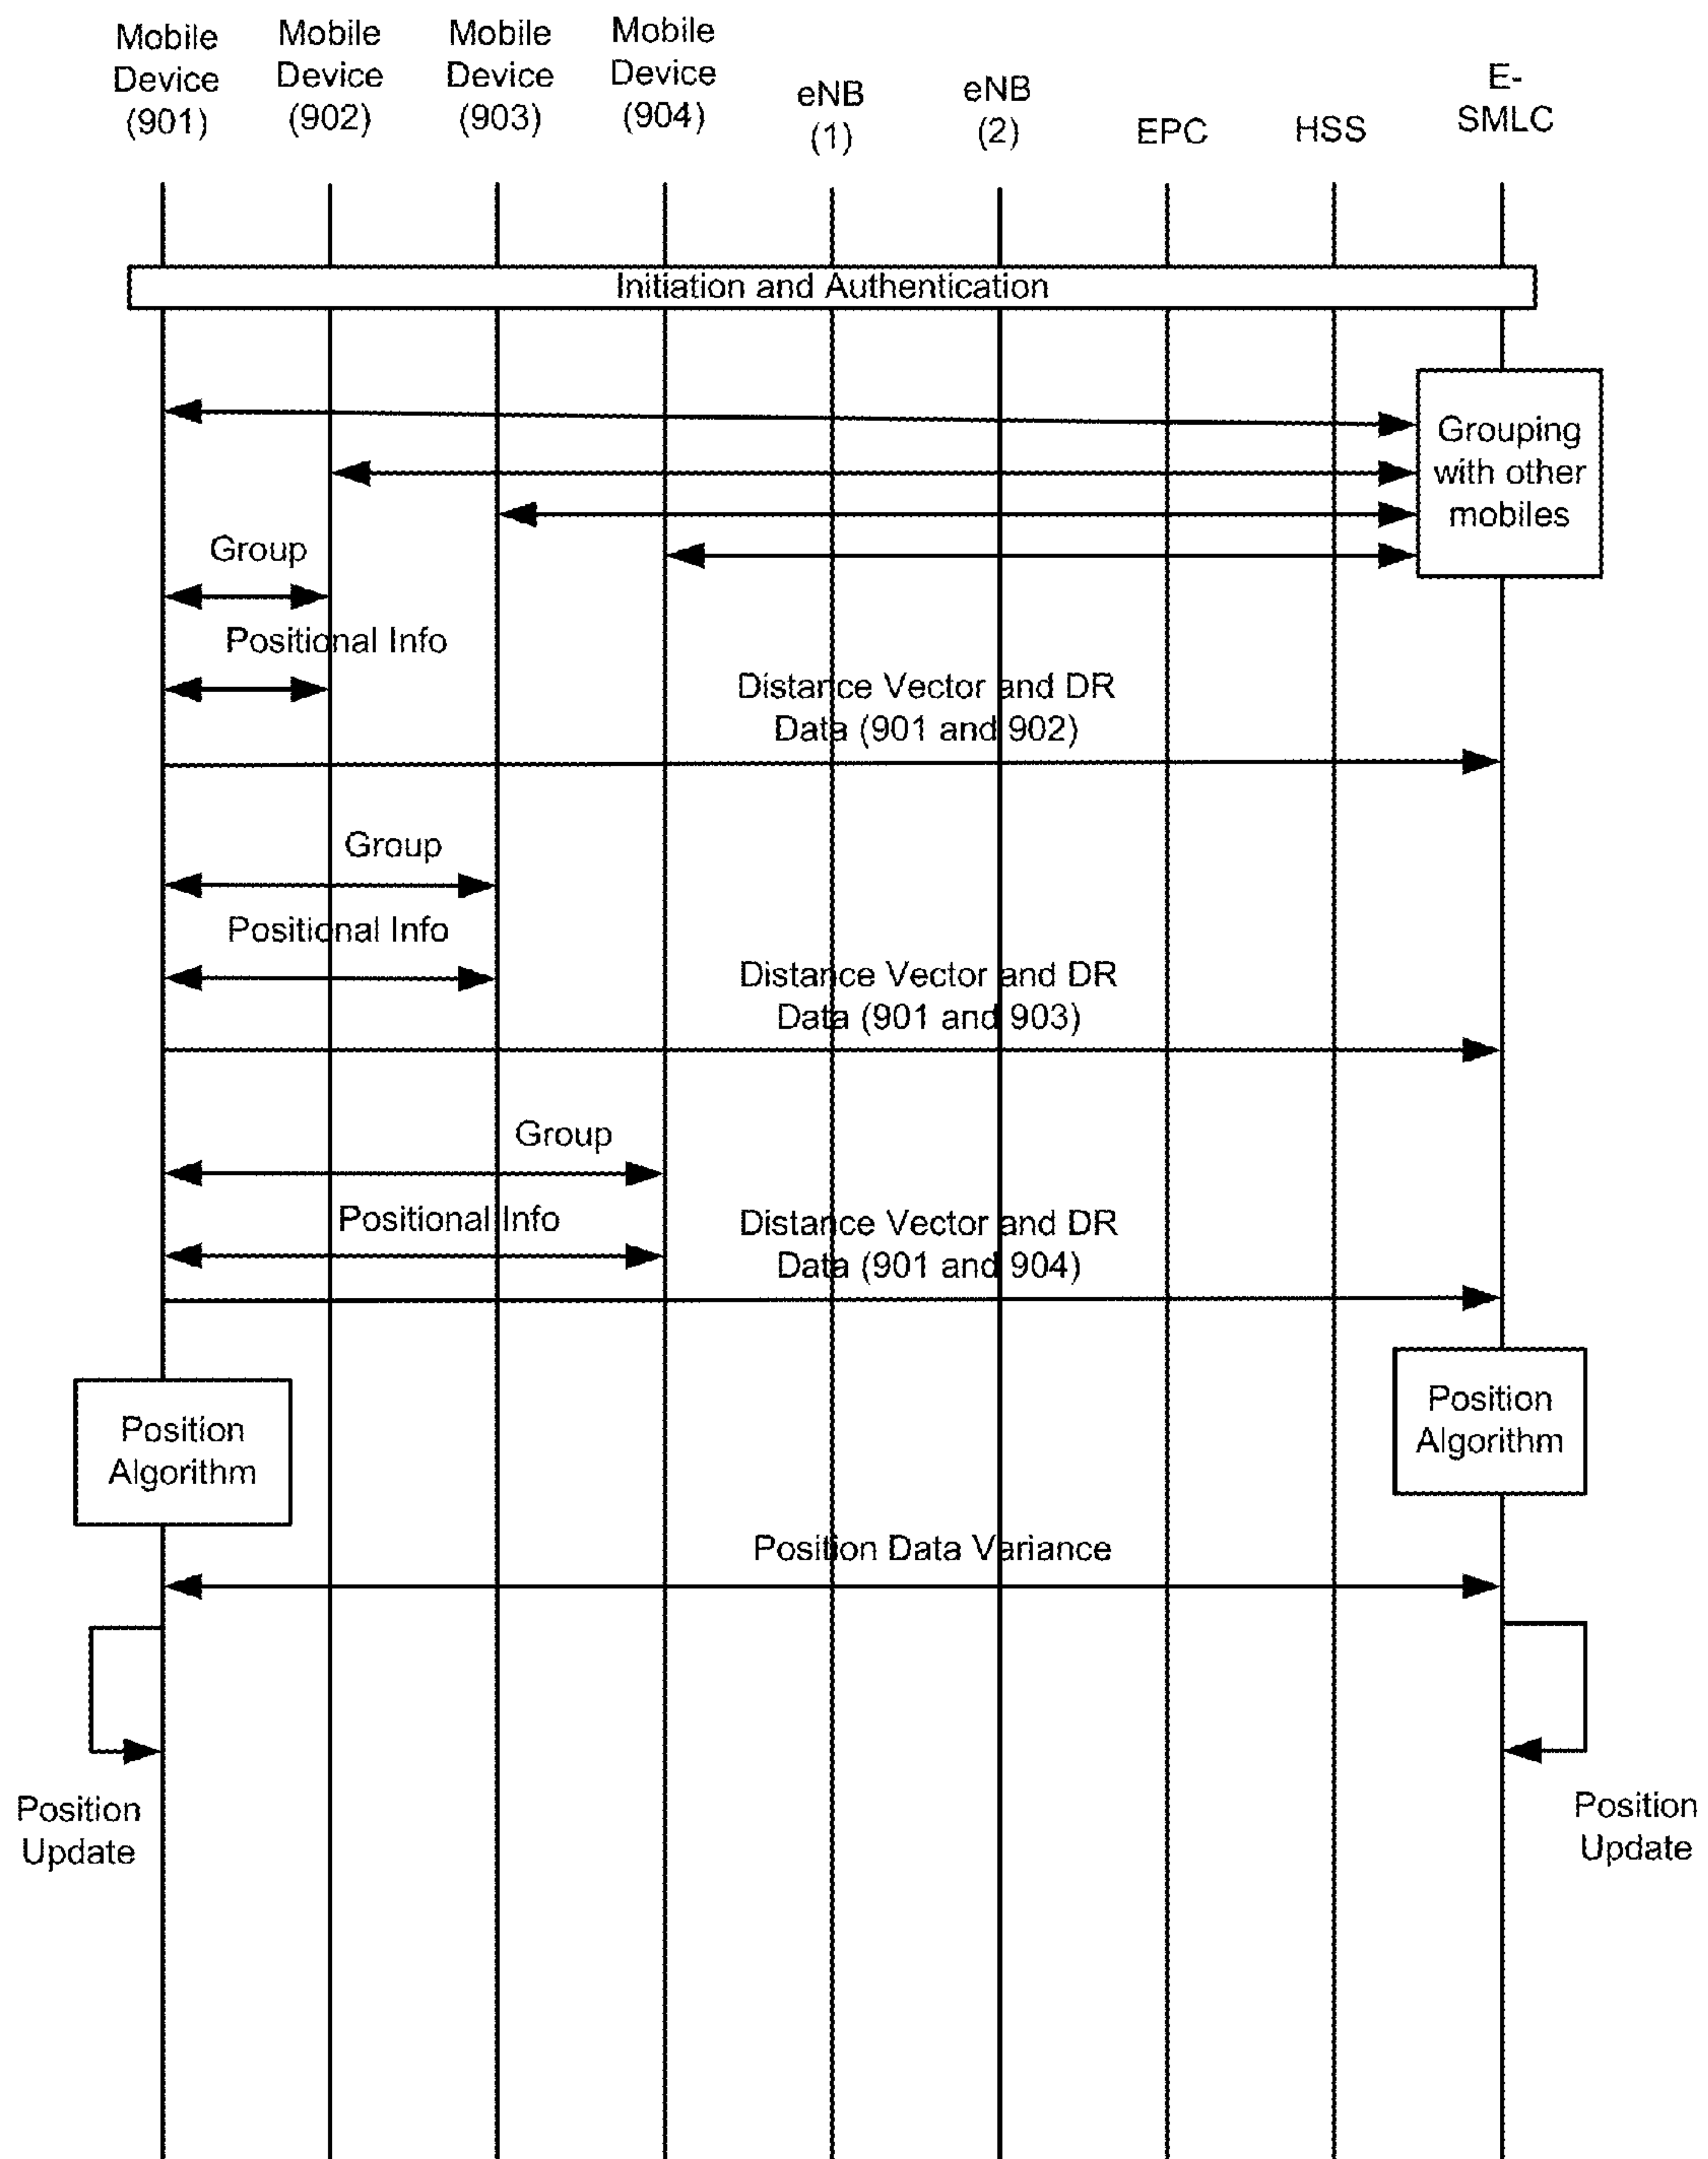 Mobile
Device
(901)
Mobile
Device
(902)
Mobile
Device
(903)
Mobile
Device
(904)
eNB
(1)
eNB
(2)
EPC
HSS
E-
SMLC
Initiation and Authentication
Grouping
with other
mobiles
Group
Positional Info
Distance Vector and DR
Data (901 and 902)
Group
Positional Info
Distance Vector and DR
Data (901 and 903)
Group
Positional Info
Distance Vector and DR
Data (901 and 904)
Position
Algorithm
Position
Algorithm
Position Data Variance
Position
Update
Position
Update